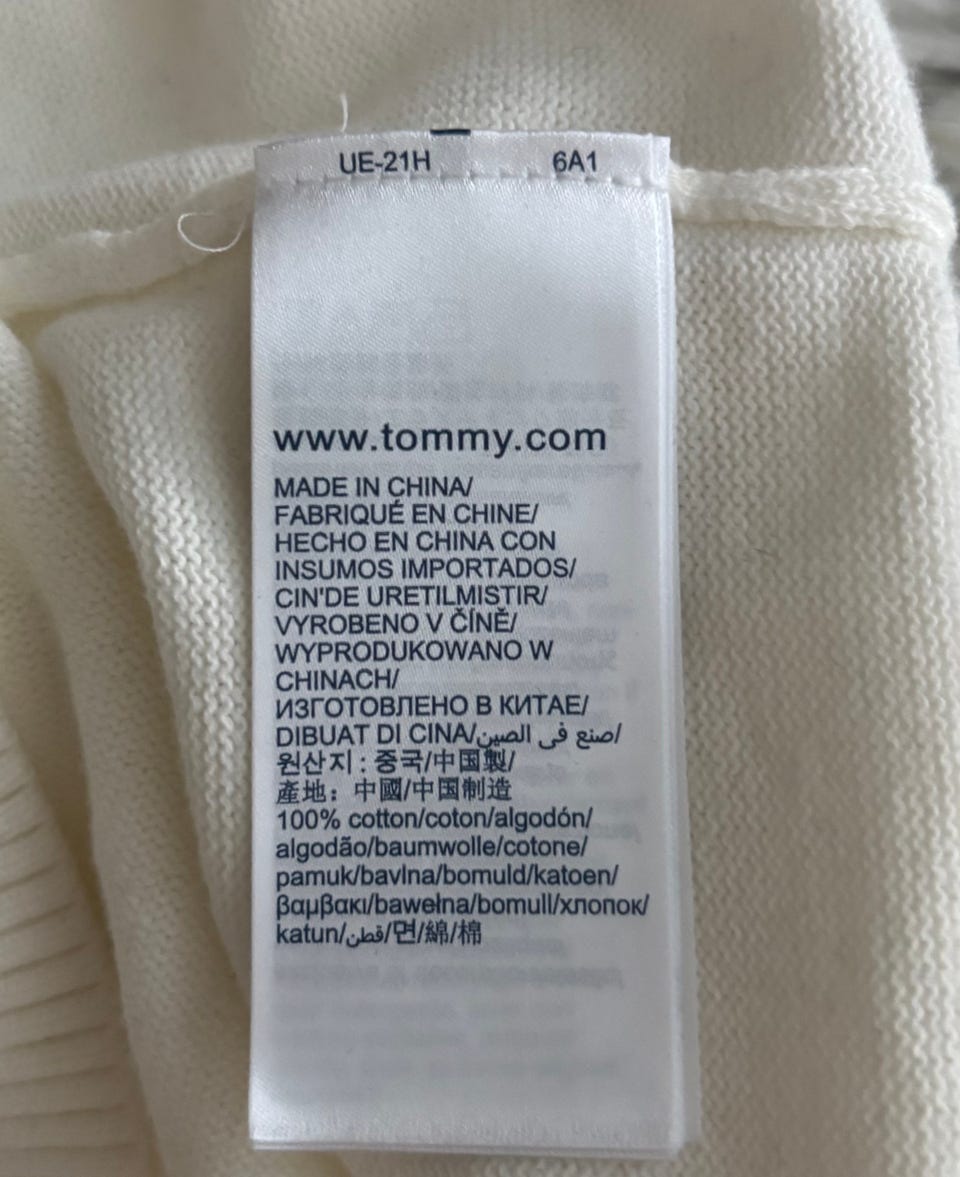 UE-21H 6A1
www.tommy.com
MADE IN CHINA/
FABRIQUÉ EN CHINE/
HECHO EN CHINA CON
INSUMOS IMPORTADOS/
CIN'DE URETILMISTIR/
VYROBENO V ČÍNĚ/
WYPRODUKOWANO W
CHINACH/
ИЗГОТОВЛЕНО В КИТАЕ/
DIBUAT DI CINA/صنع في الصين/
원산지 : 중국/中国製/
產地：中國/中国制造
100% cotton/coton/algodón/
algodão/baumwolle/cotone/
pamuk/bavlna/bomuld/katoen/
βαμβακι/bawełna/bomull/хлопок/
katun/قطن/면/綿/棉